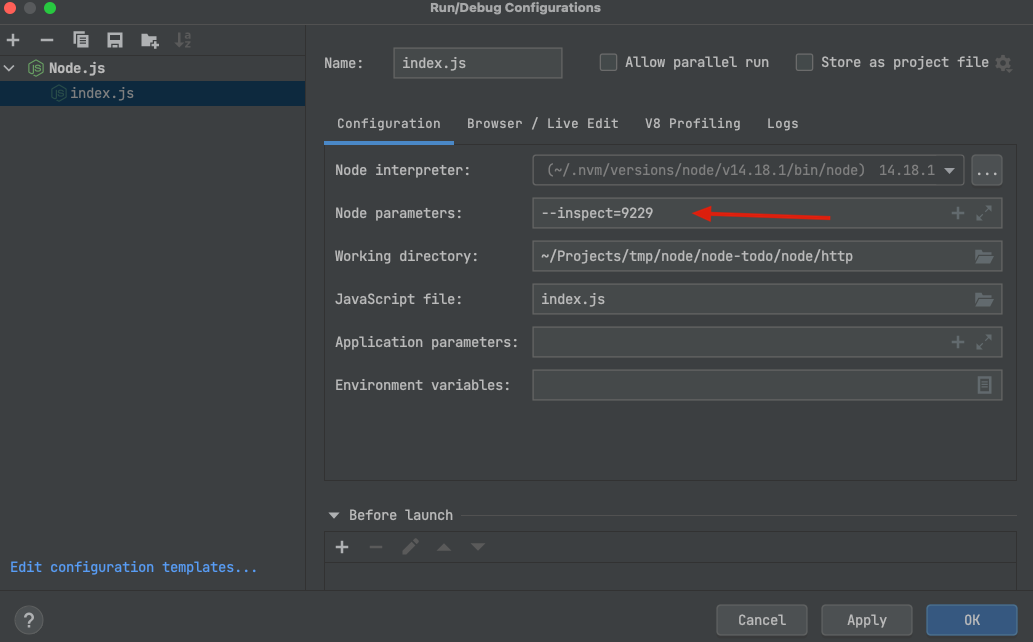 Run/Debug Configurations
Node.js
index.js
Name: index.js Allow parallel run Store as project file
Configuration Browser / Live Edit V8 Profiling Logs
Node interpreter: (~/.nvm/versions/node/v14.18.1/bin/node) 14.18.1 ...
Node parameters: --inspect=9229
Working directory: ~/Projects/tmp/node/node-todo/node/http
JavaScript file: index.js
Application parameters:
Environment variables:
Before launch
Edit configuration templates...
? Cancel Apply OK